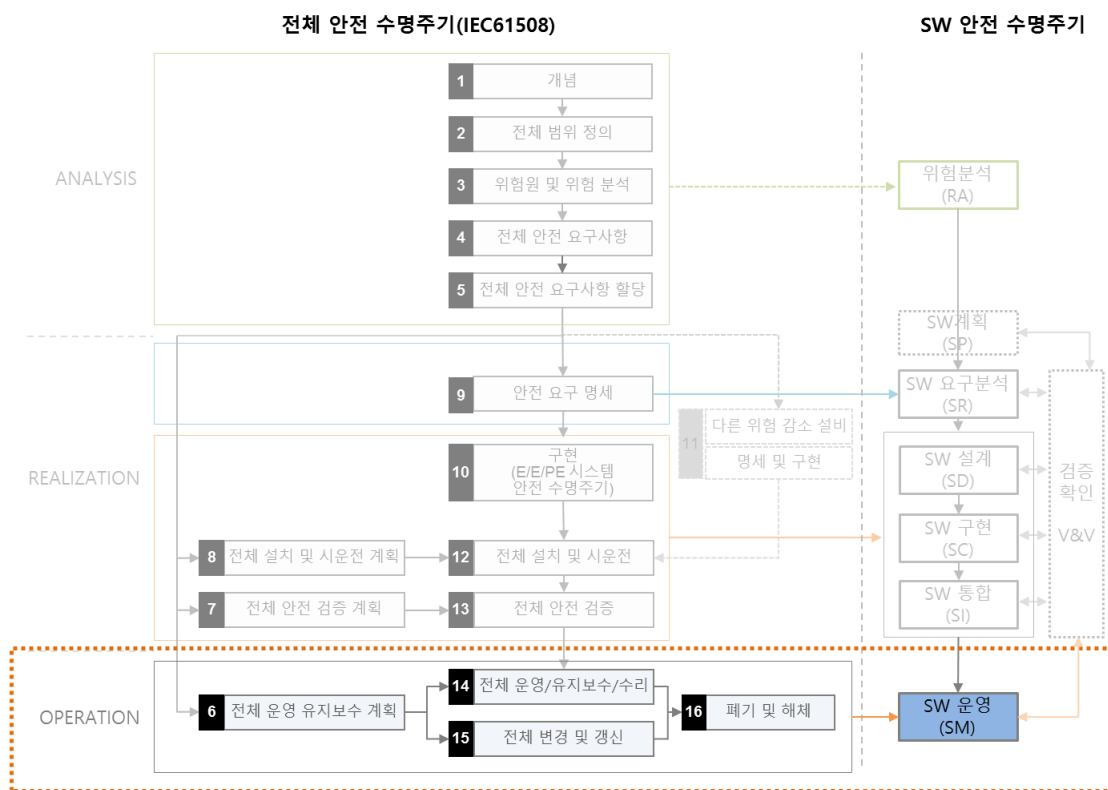 전체 안전 수명주기(IEC61508)
SW 안전 수명주기
ANALYSIS
1 개념
2 전체 범위 정의
3 위험원 및 위험 분석
4 전체 안전 요구사항
5 전체 안전 요구사항 할당
위험분석
(RA)
SW계획
(SP)
REALIZATION
9 안전 요구 명세
SW 요구분석
(SR)
11
다른 위험 감소 설비
명세 및 구현
10
구현
(E/E/PE 시스템
안전 수명주기)
8 전체 설치 및 시운전 계획
12 전체 설치 및 시운전
7 전체 안전 검증 계획
13 전체 안전 검증
SW 설계
(SD)
SW 구현
(SC)
SW 통합
(SI)
검증
확인
V&V
OPERATION
6 전체 운영 유지보수 계획
14 전체 운영/유지보수/수리
15 전체 변경 및 갱신
16 폐기 및 해체
SW 운영
(SM)